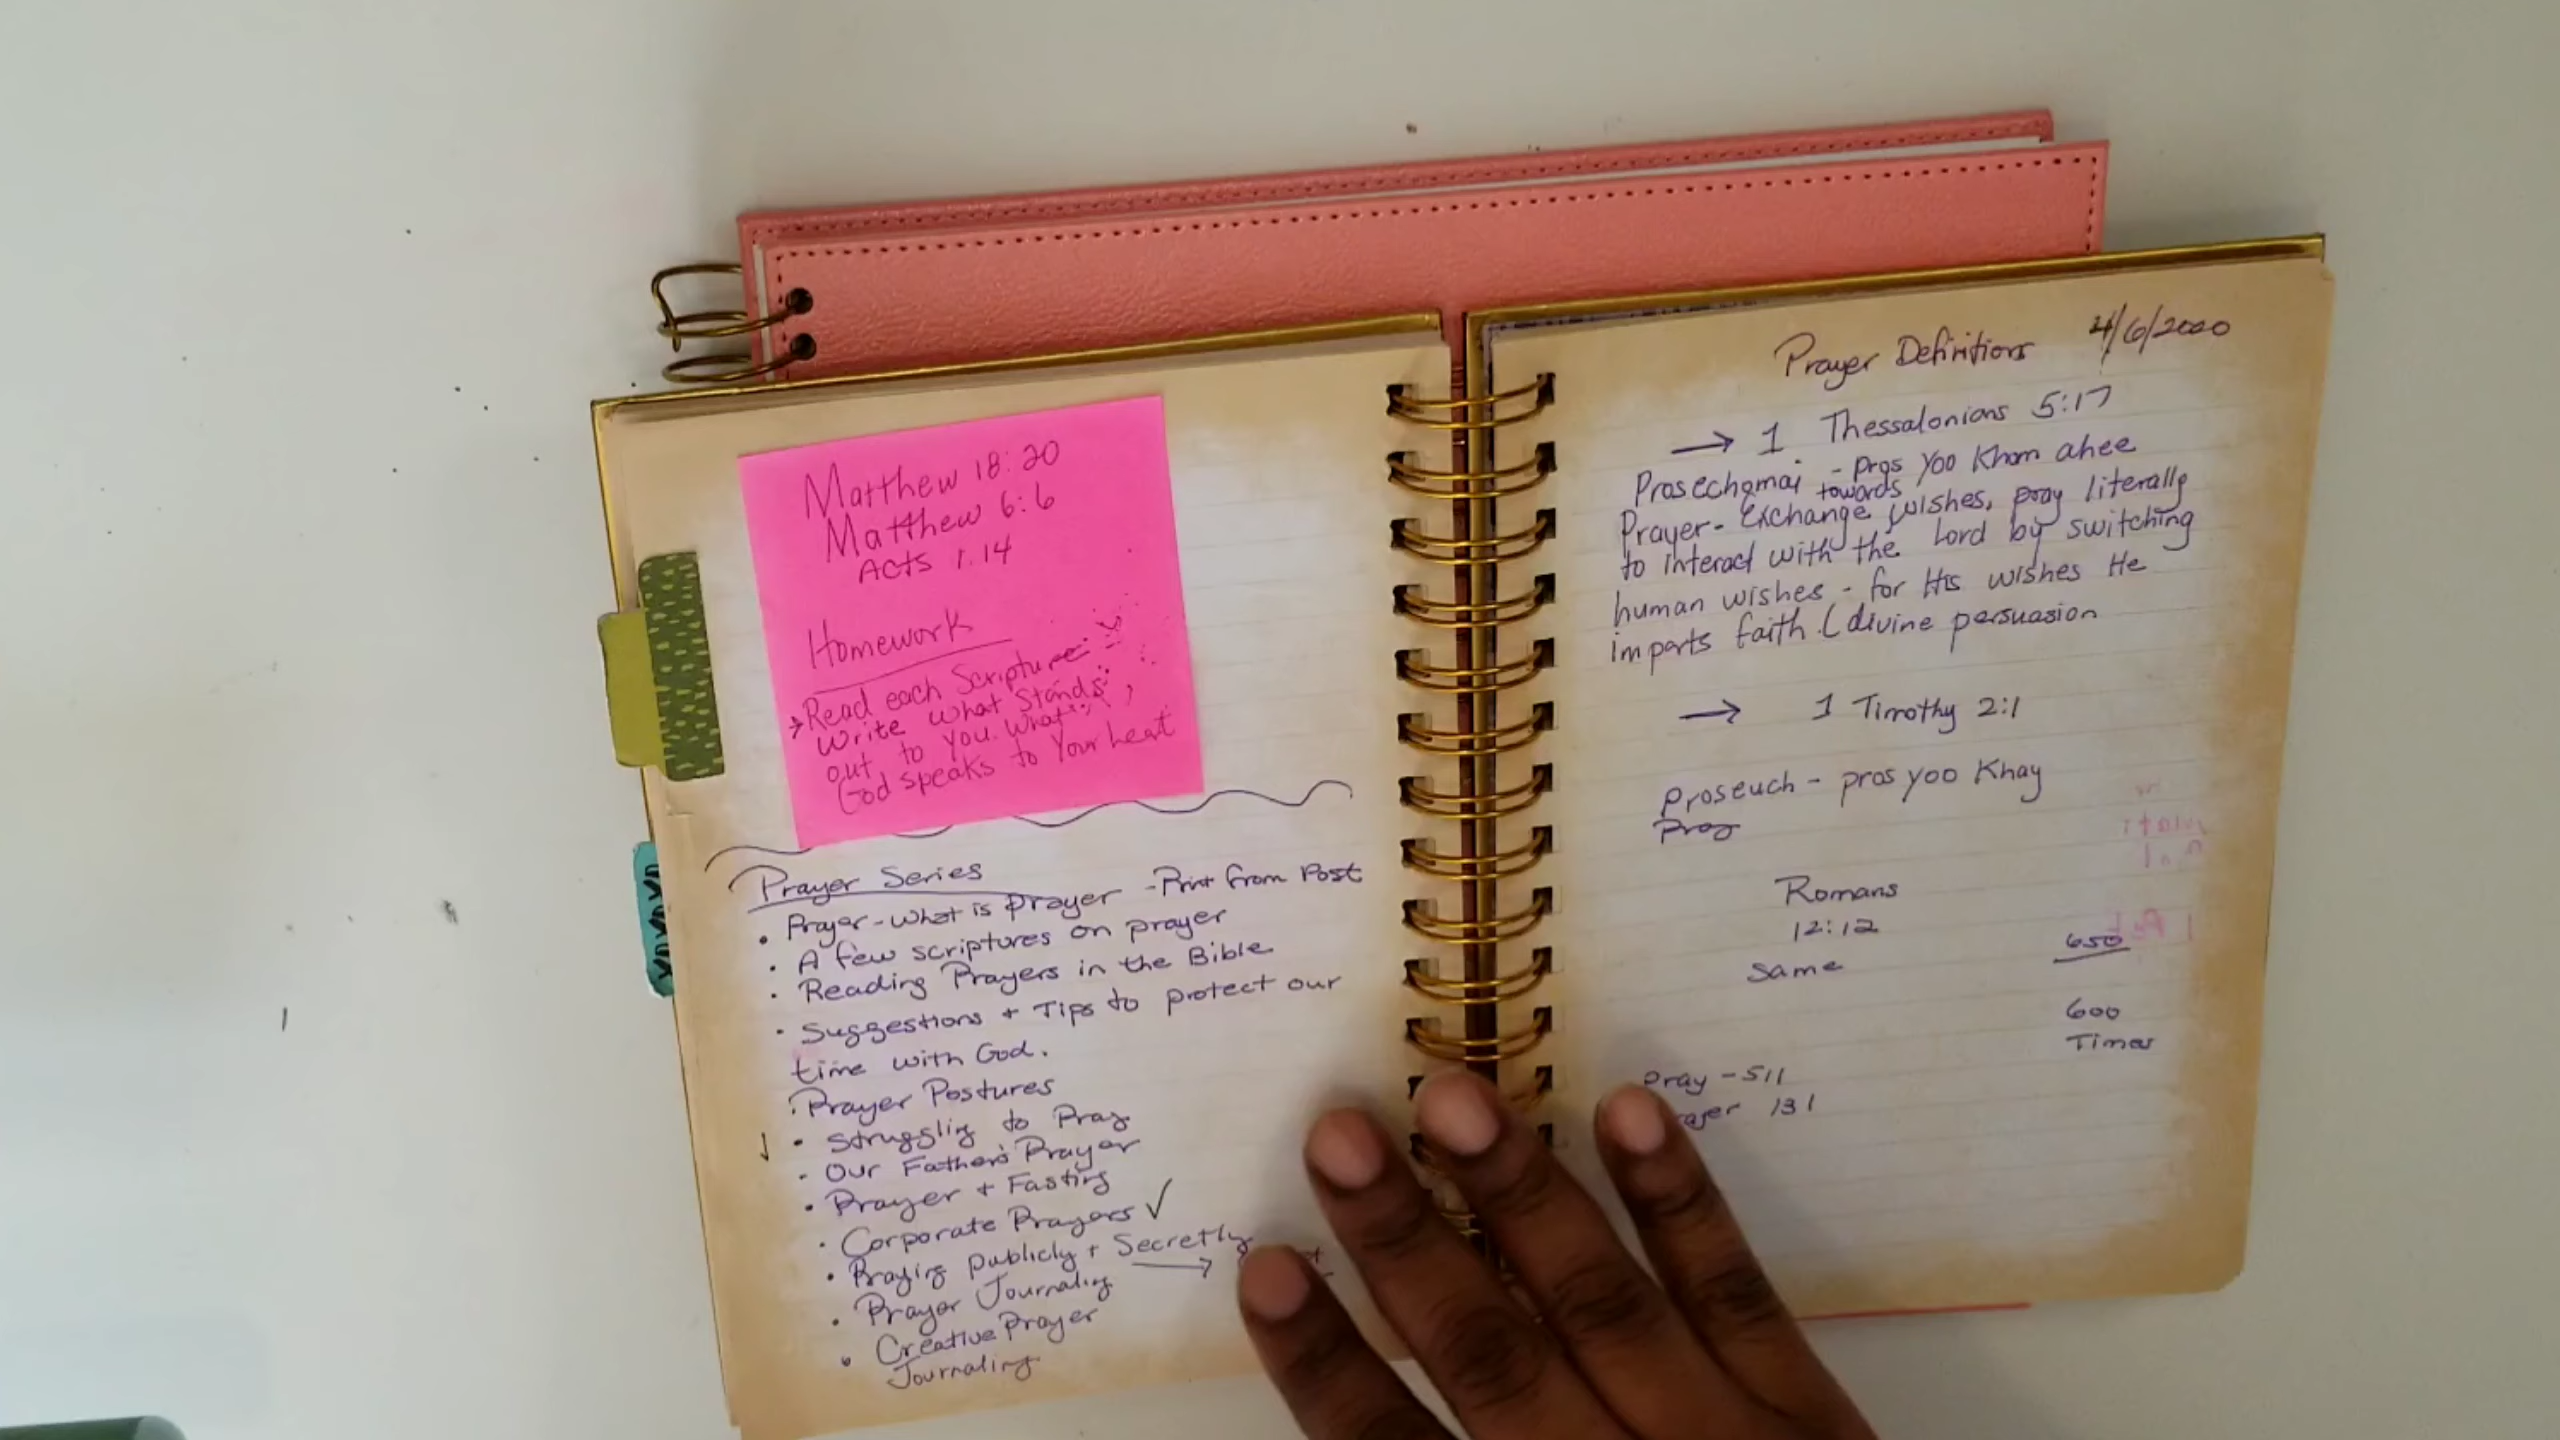 Matthew 18:20
Matthew 6:6
Acts 1.14
Homework
Read each Scripture
Write what Stands
out to you. What
God speaks to Your heat
Prayer Series
• Prayer - What is prayer - Print from Post
• A few scriptures on prayer
• Reading Prayers in the Bible
• Suggestions + Tips to protect our
time with God.
• Prayer Postures
• Struggling to Pray
- Our Father's Prayer
• Prayer + Fasting
• Corporate Prayers ✓
• Praying publicly + Secretly
• Prayer Journaling →
• Creative Prayer
Journaling
Prayer Definitions 4/6/2020
→ 1 Thessalonians 5:17
Prosechomai - pros yoo Khom ahee
towards
Prayer - Exchange wishes, pray literally
to interact with the Lord by switching
human wishes - for His wishes He
imparts faith (divine persuasion
→ 1 Timothy 2:1
Proseuch - pros yoo Khay
Pray
Romans
12:12
Same
650
600
Times
Pray - 511
131